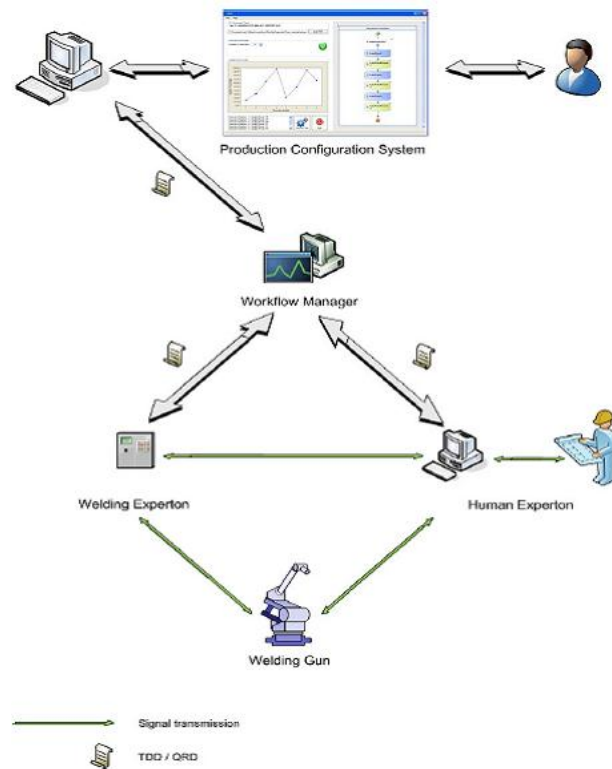 Production Configuration System
Workflow Manager
Welding Experton
Human Experton
Welding Gun
Signal transmission
TDD / QRD